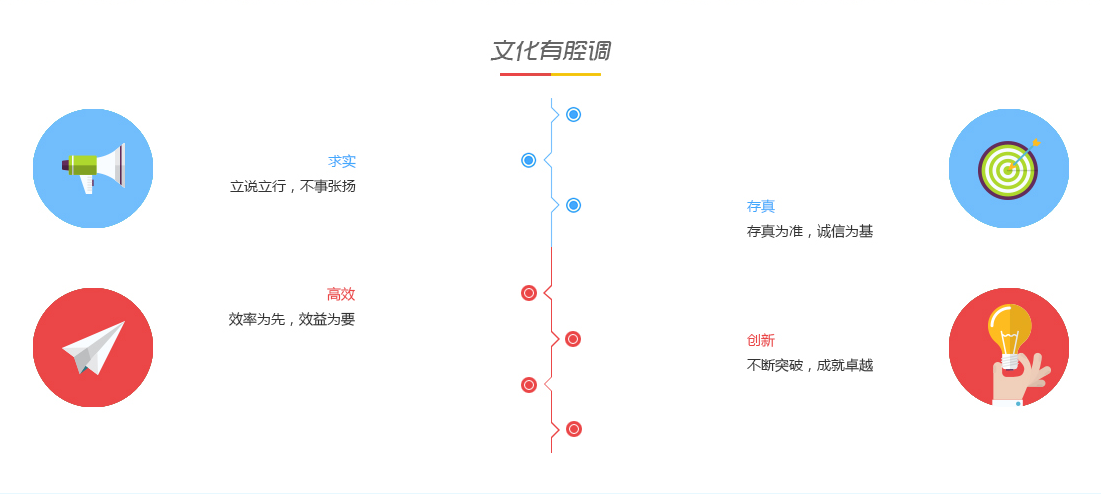 文化有腔调
求实
立说立行，不事张扬
存真
存真为准，诚信为基
高效
效率为先，效益为要
创新
不断突破，成就卓越